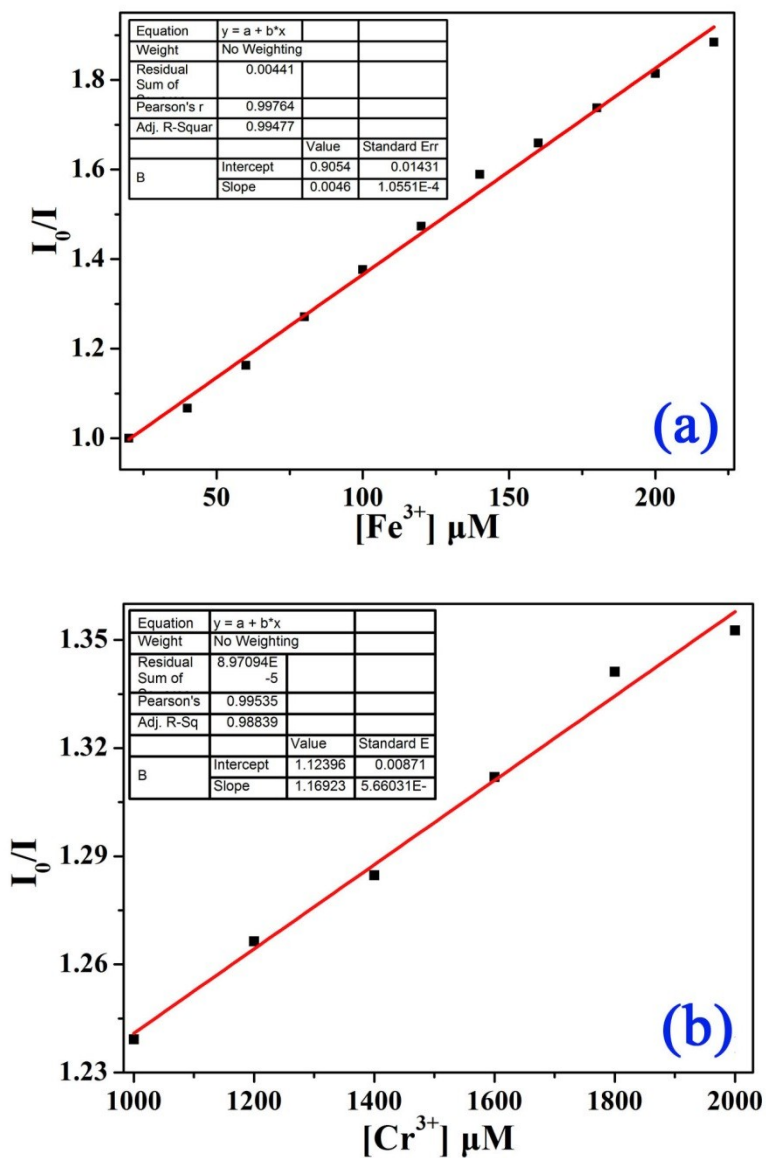 Equation y = a + b*x
Weight No Weighting
Residual 0.00441
Sum of
Pearson's r 0.99764
Adj. R-Squar 0.99477
Value Standard Err
B Intercept 0.9054 0.01431
Slope 0.0046 1.0551E-4
1.8
1.6
1.4
1.2
1.0
I₀/I
(a)
50 100 150 200
[Fe³⁺] μM
Equation y = a + b*x
Weight No Weighting
Residual 8.97094E
Sum of -5
Pearson's 0.99535
Adj. R-Sq 0.98839
Value Standard E
B Intercept 1.12396 0.00871
Slope 1.16923 5.66031E-
1.35
1.32
1.29
1.26
1.23
I₀/I
(b)
1000 1200 1400 1600 1800 2000
[Cr³⁺] μM